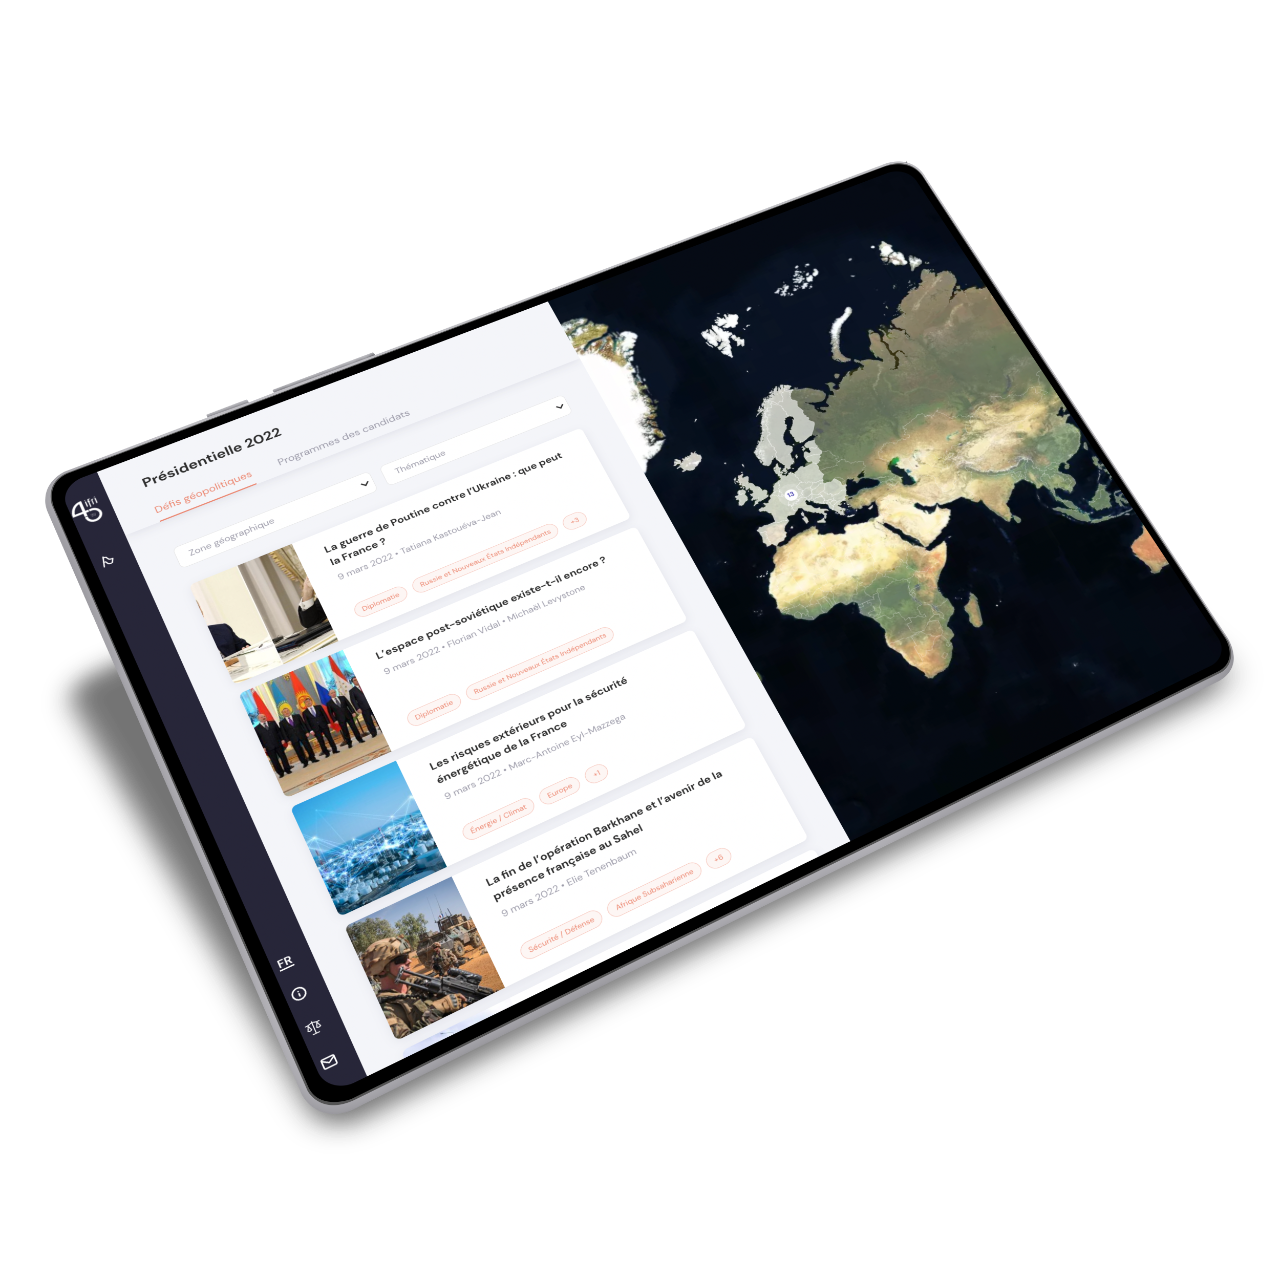 ifri
Présidentielle 2022
Défis géopolitiques
Programmes des candidats
Zone géographique
Thématique
La guerre de Poutine contre l'Ukraine : que peut
la France ?
9 mars 2022 • Tatiana Kastouéva-Jean
Diplomatie
Russie et Nouveaux États Indépendants
+3
L'espace post-soviétique existe-t-il encore ?
9 mars 2022 • Florian Vidal • Michaël Levystone
Diplomatie
Russie et Nouveaux États Indépendants
Les risques extérieurs pour la sécurité
énergétique de la France
9 mars 2022 • Marc-Antoine Eyl-Mazzega
Énergie / Climat
Europe
+1
La fin de l'opération Barkhane et l'avenir de la
présence française au Sahel
9 mars 2022 • Elie Tenenbaum
Sécurité / Défense
Afrique Subsaharienne
+6
FR
13